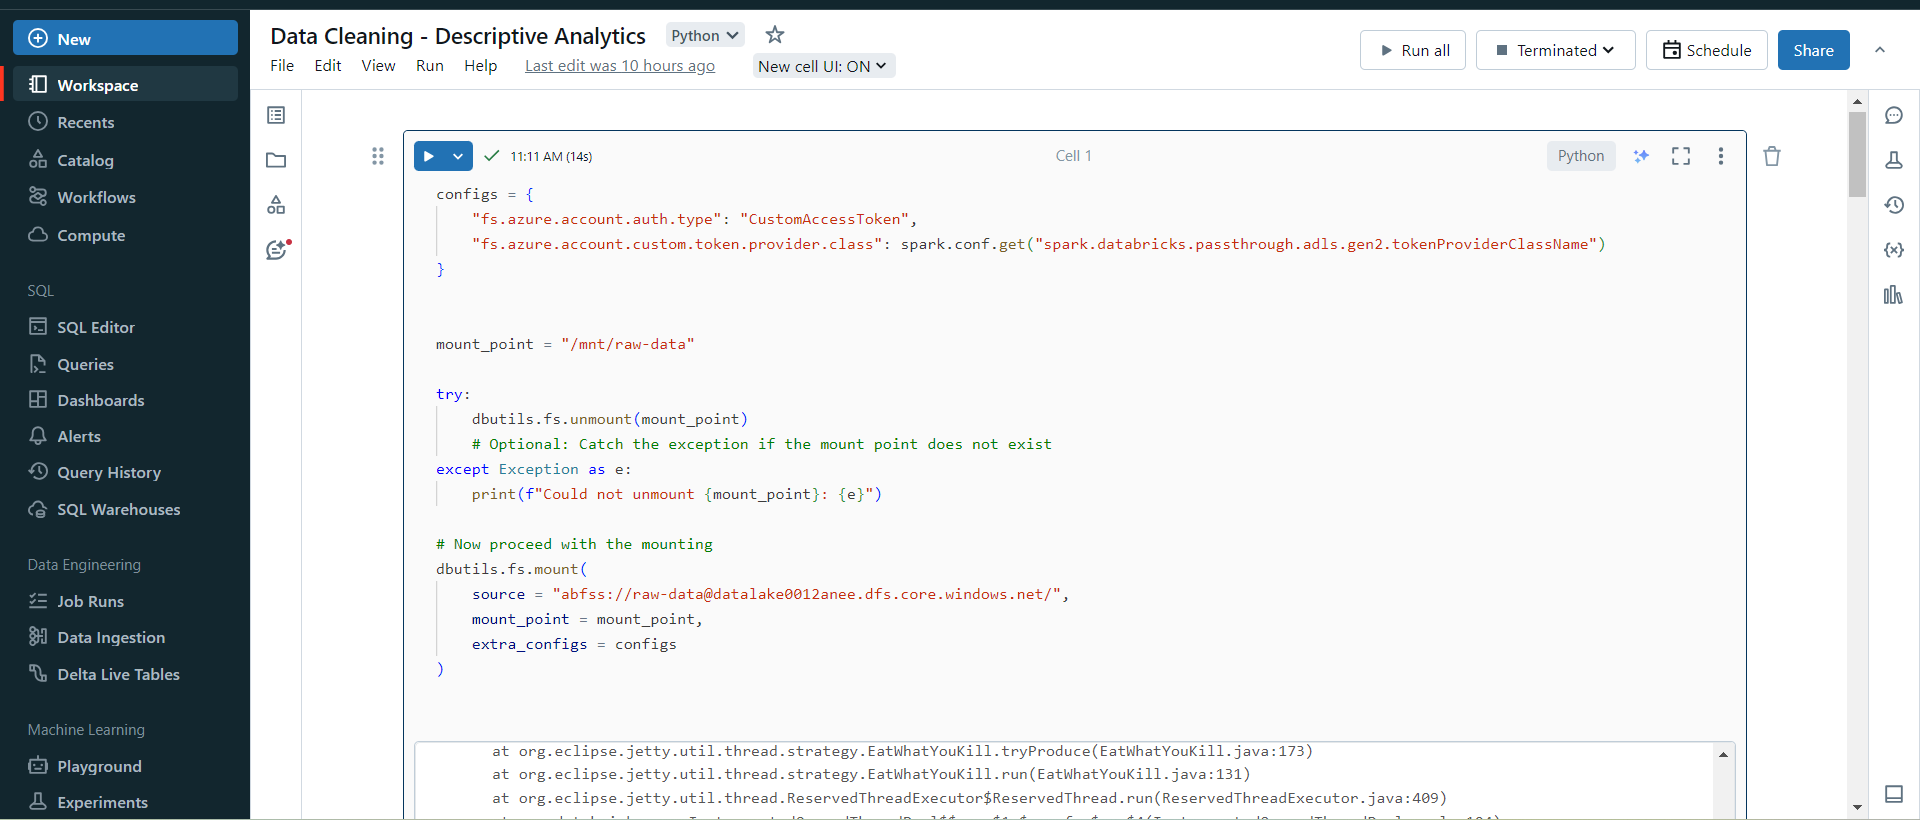 New
Workspace
Recents
Catalog
Workflows
Compute
SQL
SQL Editor
Queries
Dashboards
Alerts
Query History
SQL Warehouses
Data Engineering
Job Runs
Data Ingestion
Delta Live Tables
Machine Learning
Playground
Experiments
Data Cleaning - Descriptive Analytics
Python
File Edit View Run Help Last edit was 10 hours ago New cell UI: ON
Run all
Terminated
Schedule
Share
11:11 AM (14s)
Cell 1
Python
configs = {
"fs.azure.account.auth.type": "CustomAccessToken",
"fs.azure.account.custom.token.provider.class": spark.conf.get("spark.databricks.passthrough.adls.gen2.tokenProviderClassName")
}
mount_point = "/mnt/raw-data"
try:
dbutils.fs.unmount(mount_point)
# Optional: Catch the exception if the mount point does not exist
except Exception as e:
print(f"Could not unmount {mount_point}: {e}")
# Now proceed with the mounting
dbutils.fs.mount(
source = "abfss://raw-data@datalake0012anee.dfs.core.windows.net/",
mount_point = mount_point,
extra_configs = configs
)
at org.eclipse.jetty.util.thread.strategy.EatWhatYouKill.tryProduce(EatWhatYouKill.java:173)
at org.eclipse.jetty.util.thread.strategy.EatWhatYouKill.run(EatWhatYouKill.java:131)
at org.eclipse.jetty.util.thread.ReservedThreadExecutor$ReservedThread.run(ReservedThreadExecutor.java:409)